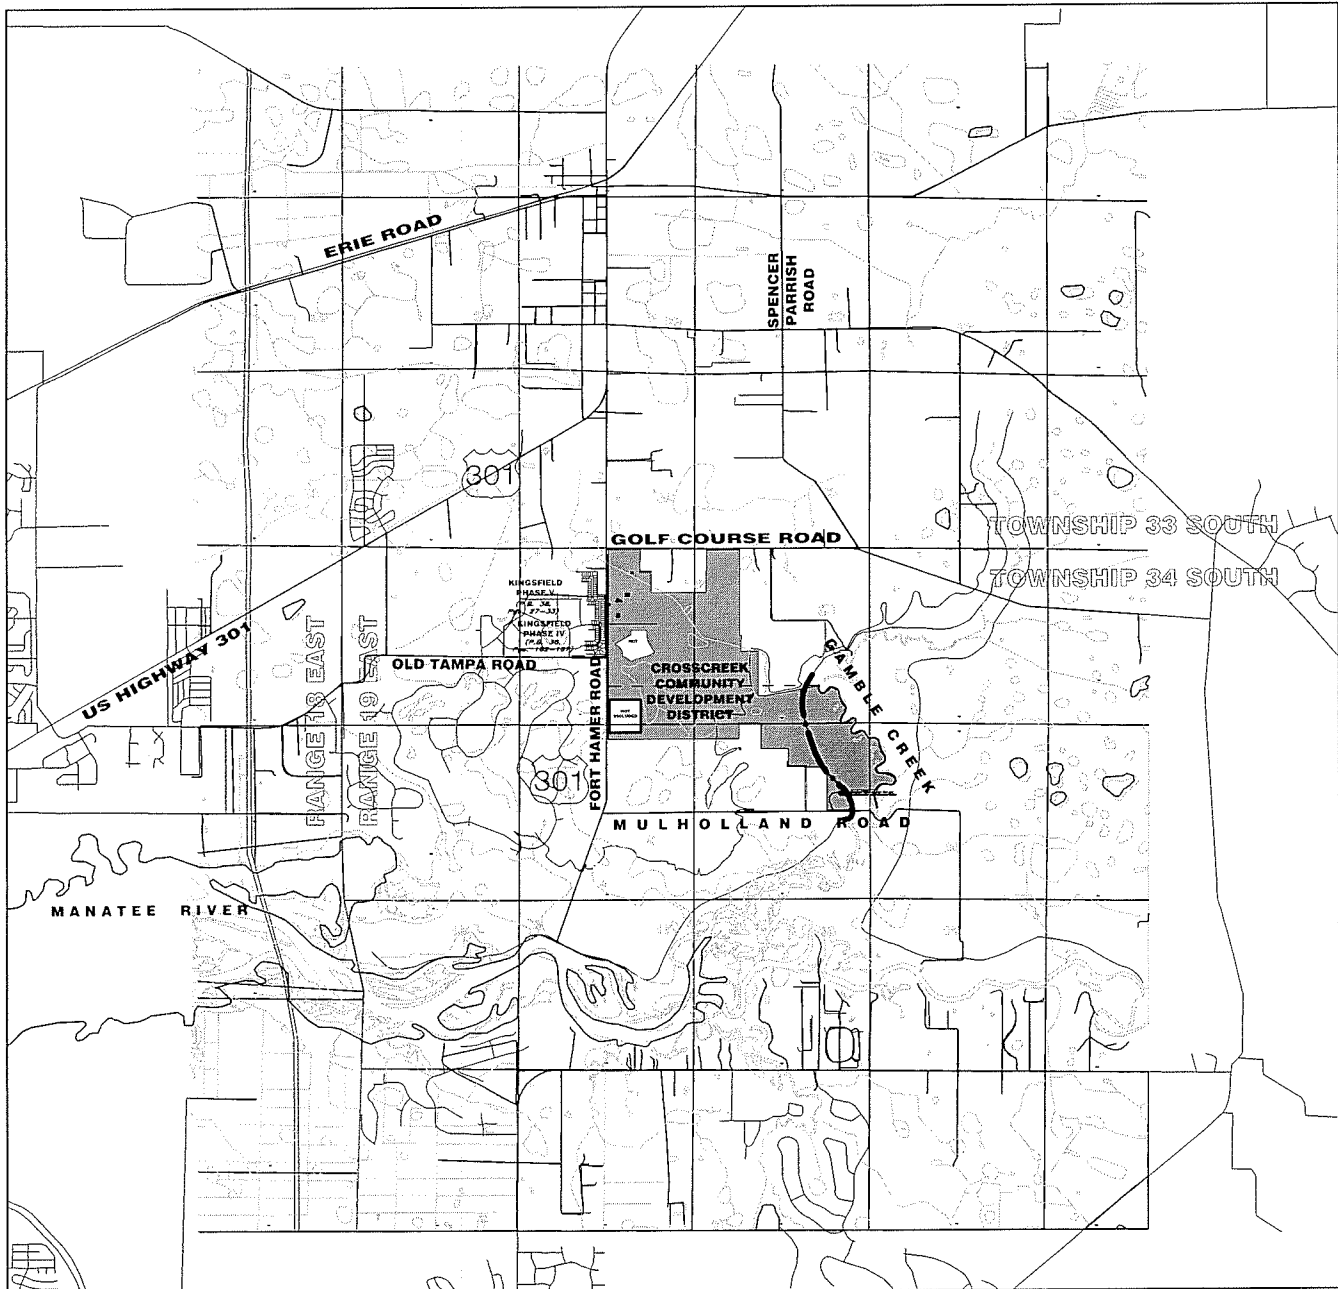 ERIE ROAD
SPENCER
PARRISH
ROAD
301
TOWNSHIP 33 SOUTH
GOLF COURSE ROAD
TOWNSHIP 34 SOUTH
KINGSFIELD
PHASE V
KINGSFIELD
PHASE IV
US HIGHWAY 301
RANGE 18 EAST
RANGE 19 EAST
OLD TAMPA ROAD
FORT HAMER ROAD
CROSSCREEK
COMMUNITY
DEVELOPMENT
DISTRICT
GAMBLE CREEK
301
MULHOLLAND ROAD
MANATEE RIVER